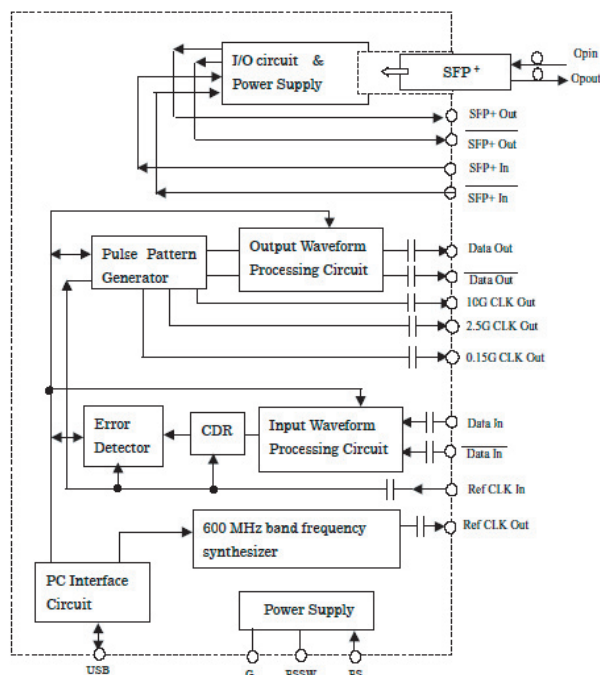 I/O circuit &
Power Supply
SFP+
Opin
Opout
SFP+ Out
SFP+ Out
SFP+ In
SFP+ In
Pulse Pattern
Generator
Output Waveform
Processing Circuit
Data Out
Data Out
10G CLK Out
2.5G CLK Out
0.15G CLK Out
Error
Detector
CDR
Input Waveform
Processing Circuit
Data In
Data In
Ref CLK In
600 MHz band frequency
synthesizer
Ref CLK Out
PC Interface
Circuit
Power Supply
USB